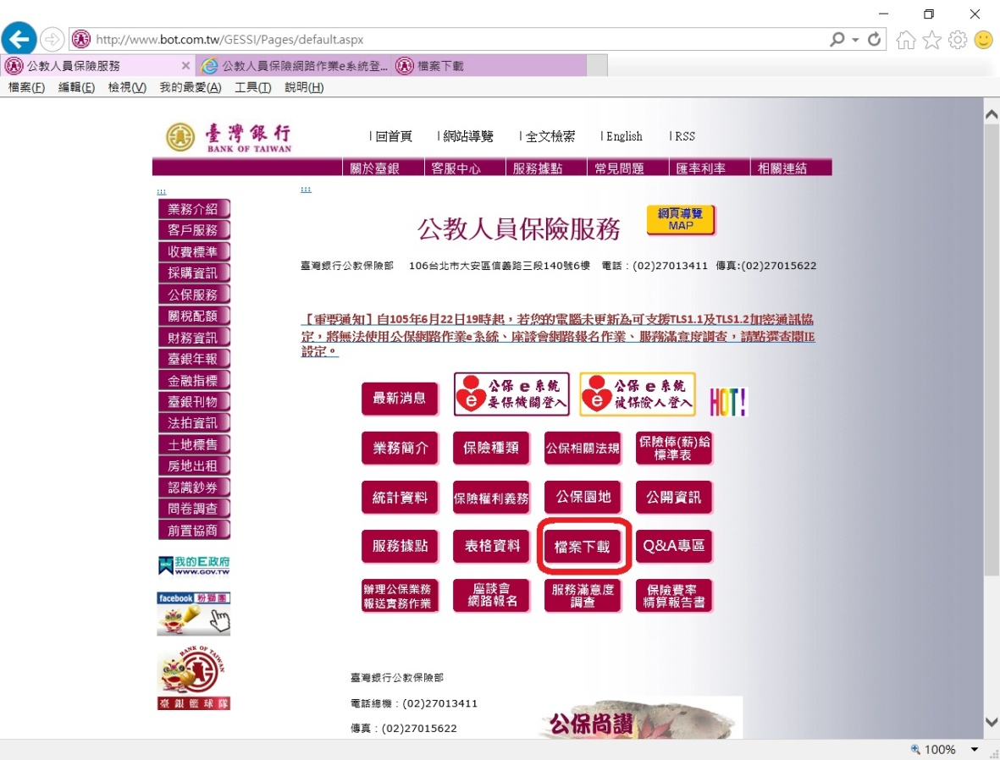 http://www.bot.com.tw/GESSI/Pages/default.aspx
公教人員保險服務
公教人員保險網路作業e系統登...
檔案下載
檔案(F) 編輯(E) 檢視(V) 我的最愛(A) 工具(T) 說明(H)
臺灣銀行
BANK OF TAIWAN
|回首頁 |網站導覽 |全文檢索 |English |RSS
關於臺銀 客服中心 服務據點 常見問題 匯率利率 相關連結
:::
:::
業務介紹
客戶服務
收費標準
採購資訊
公保服務
關稅配額
財務資訊
臺銀年報
金融指標
臺銀刊物
法拍資訊
土地標售
房地出租
認識鈔券
問卷調查
前置協商
我的E政府
WWW.GOV.TW
facebook 粉絲團
BANK OF TAIWAN
臺銀籃球隊
公教人員保險服務
網頁導覽
MAP
臺灣銀行公教保險部 106台北市大安區信義路三段140號6樓 電話：(02)27013411 傳真:(02)27015622
【重要通知】自105年6月22日19時起，若您的電腦未更新為可支援TLS1.1及TLS1.2加密通訊協
定，將無法使用公保網路作業e系統、座談會網路報名作業、服務滿意度調查，請點選查閱IE
設定。
最新消息
e
公保 e 系統
要保機關登入
e
公保 e 系統
被保險人登入
HOT!
業務簡介
保險種類
公保相關法規
保險俸(薪)給
標準表
統計資料
保險權利義務
公保園地
公開資訊
服務據點
表格資料
檔案下載
Q&A專區
辦理公保業務
報送實務作業
座談會
網路報名
服務滿意度
調查
保險費率
精算報告書
臺灣銀行公教保險部
電話總機：(02)27013411
傳真：(02)27015622
公保尚讚
100%